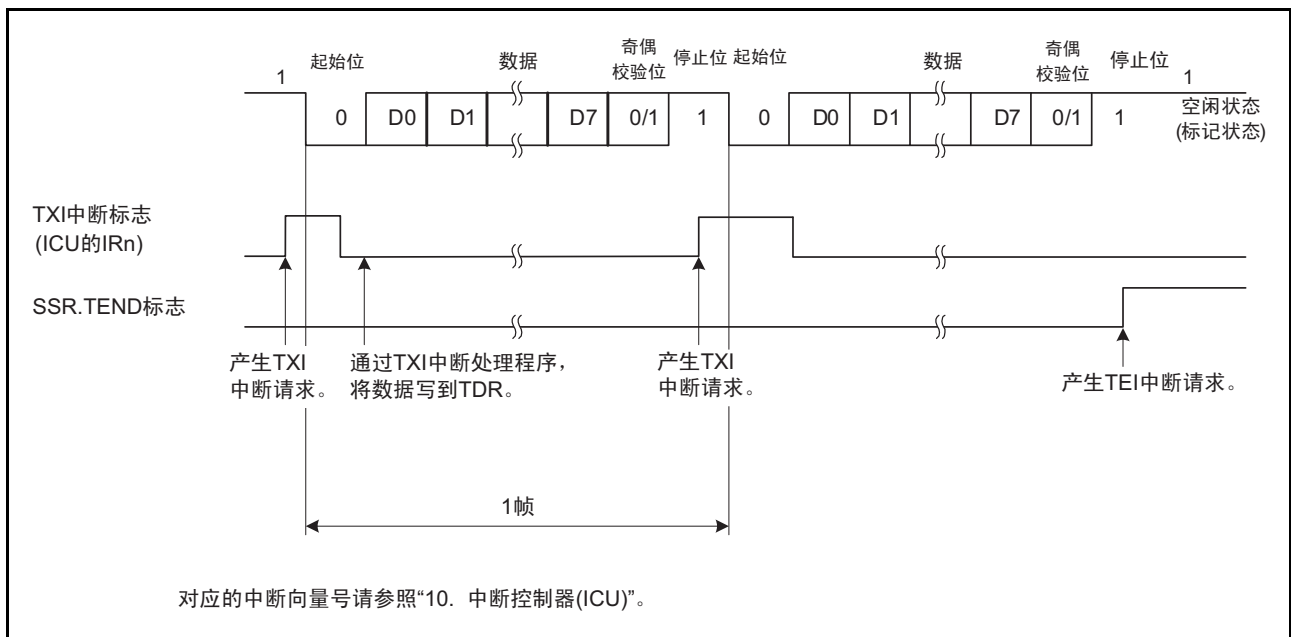 起始位 数据 奇偶校验位 停止位 起始位 数据 奇偶校验位 停止位
1 1
0 D0 D1 D7 0/1 1 0 D0 D1 D7 0/1 1 空闲状态
(标记状态)
TXI中断标志
(ICU的IRn)
SSR.TEND标志
产生TXI
中断请求。
通过TXI中断处理程序，
将数据写到TDR。
产生TXI
中断请求。
产生TEI中断请求。
1帧
对应的中断向量号请参照“10. 中断控制器(ICU)”。